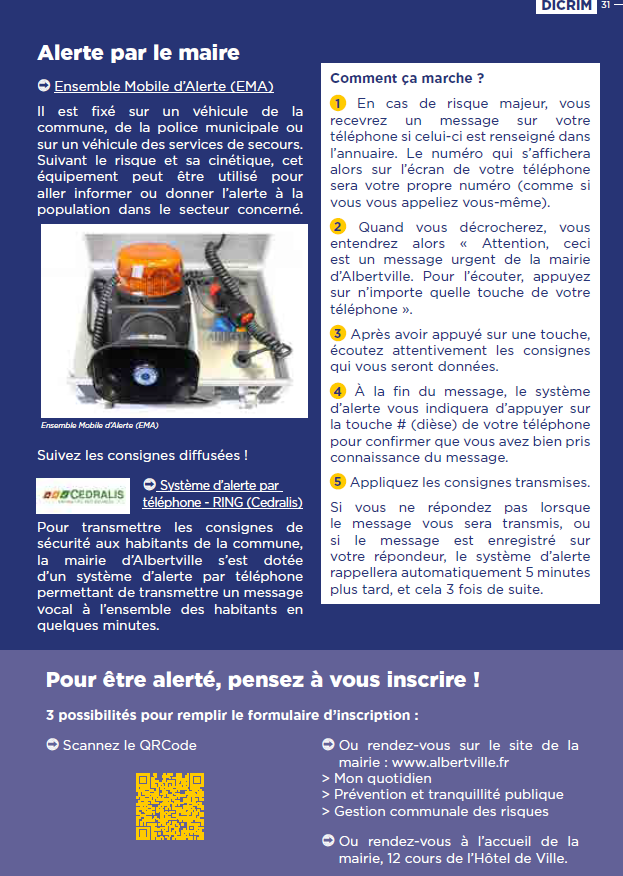 DICRIM 31
Alerte par le maire
Ensemble Mobile d'Alerte (EMA)
Il est fixé sur un véhicule de la
commune, de la police municipale ou
sur un véhicule des services de secours.
Suivant le risque et sa cinétique, cet
équipement peut être utilisé pour
aller informer ou donner l'alerte à la
population dans le secteur concerné.
Ensemble Mobile d'Alerte (EMA)
Suivez les consignes diffusées !
CEDRALIS
Système d'alerte par
téléphone - RING (Cedralis)
Pour transmettre les consignes de
sécurité aux habitants de la commune,
la mairie d'Albertville s'est dotée
d'un système d'alerte par téléphone
permettant de transmettre un message
vocal à l'ensemble des habitants en
quelques minutes.
Comment ça marche ?
1 En cas de risque majeur, vous
recevrez un message sur votre
téléphone si celui-ci est renseigné dans
l'annuaire. Le numéro qui s'affichera
alors sur l'écran de votre téléphone
sera votre propre numéro (comme si
vous vous appeliez vous-même).
2 Quand vous décrocherez, vous
entendrez alors « Attention, ceci
est un message urgent de la mairie
d'Albertville. Pour l'écouter, appuyez
sur n'importe quelle touche de votre
téléphone ».
3 Après avoir appuyé sur une touche,
écoutez attentivement les consignes
qui vous seront données.
4 À la fin du message, le système
d'alerte vous indiquera d'appuyer sur
la touche # (dièse) de votre téléphone
pour confirmer que vous avez bien pris
connaissance du message.
5 Appliquez les consignes transmises.
Si vous ne répondez pas lorsque
le message vous sera transmis, ou
si le message est enregistré sur
votre répondeur, le système d'alerte
rappellera automatiquement 5 minutes
plus tard, et cela 3 fois de suite.
Pour être alerté, pensez à vous inscrire !
3 possibilités pour remplir le formulaire d'inscription :
Scannez le QRCode
Ou rendez-vous sur le site de la
mairie : www.albertville.fr
> Mon quotidien
> Prévention et tranquillité publique
> Gestion communale des risques
Ou rendez-vous à l'accueil de la
mairie, 12 cours de l'Hôtel de Ville.